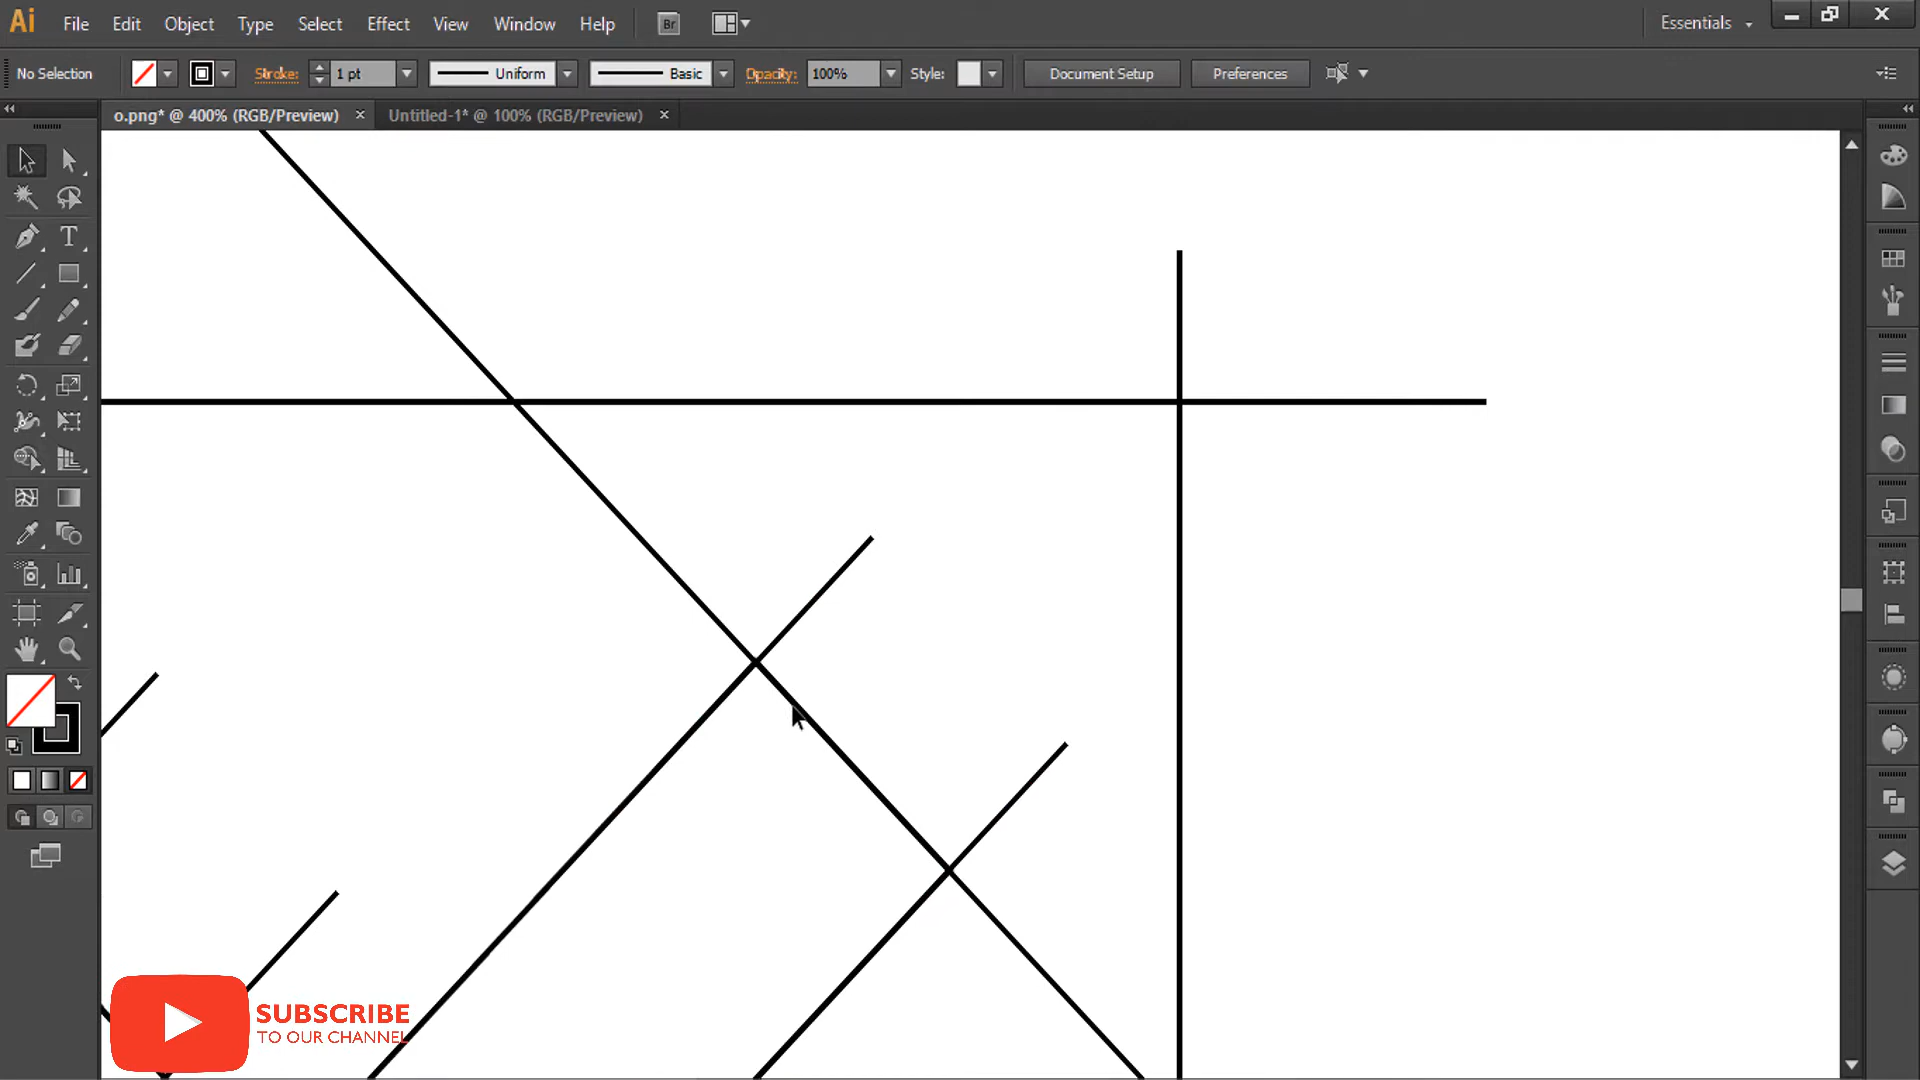 Ai File Edit Object Type Select Effect View Window Help Br Essentials
No Selection Stroke: 1 pt Uniform Basic Opacity: 100% Style: Document Setup Preferences
o.png* @ 400% (RGB/Preview) Untitled-1* @ 100% (RGB/Preview)
T
SUBSCRIBE
TO OUR CHANNEL